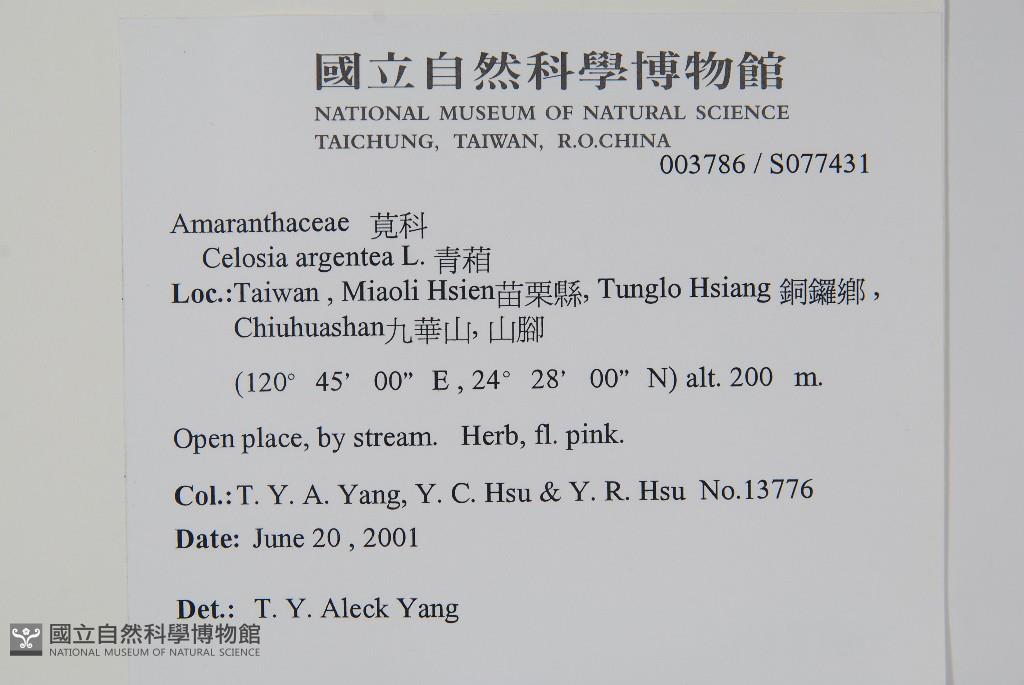 國立自然科學博物館
NATIONAL MUSEUM OF NATURAL SCIENCE
TAICHUNG, TAIWAN, R.O.CHINA
003786 / S077431
Amaranthaceae 莧科
Celosia argentea L. 青葙
Loc.:Taiwan , Miaoli Hsien苗栗縣, Tunglo Hsiang 銅鑼鄉 ,
Chiuhuashan九華山, 山腳
(120° 45’ 00” E , 24° 28’ 00” N) alt. 200 m.
Open place, by stream. Herb, fl. pink.
Col.:T. Y. A. Yang, Y. C. Hsu & Y. R. Hsu No.13776
Date: June 20 , 2001
Det.: T. Y. Aleck Yang
國立自然科學博物館
NATIONAL MUSEUM OF NATURAL SCIENCE